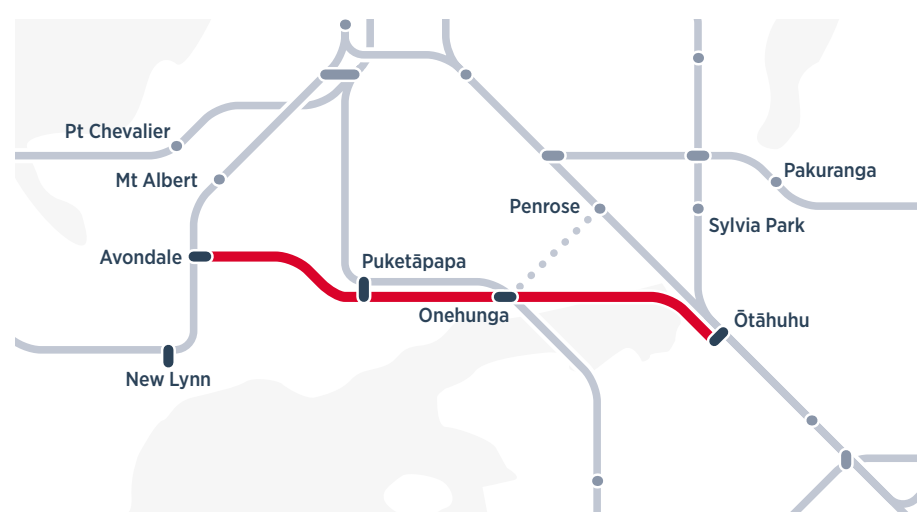 Pt Chevalier
Pakuranga
Mt Albert
Penrose
Sylvia Park
Avondale
Puketāpapa
Onehunga
Ōtāhuhu
New Lynn